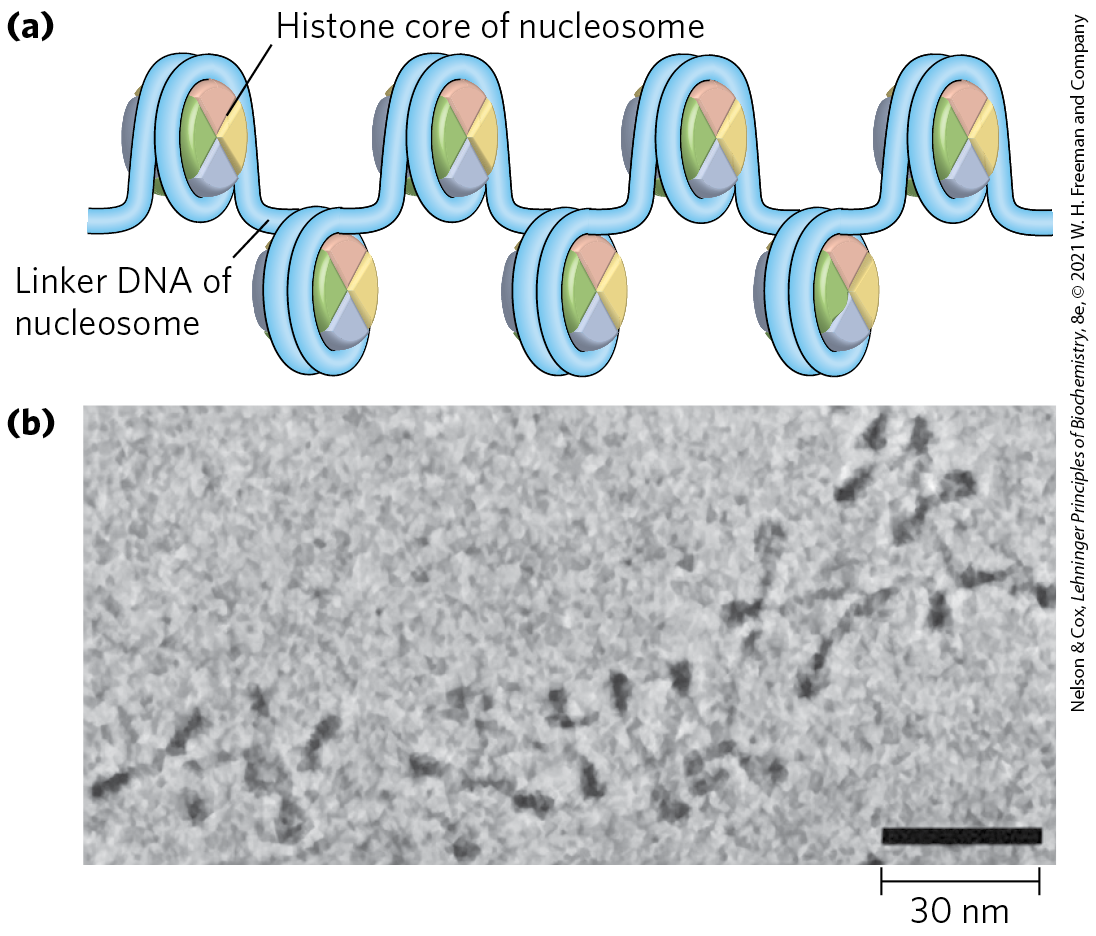 (a)
Histone core of nucleosome
Linker DNA of
nucleosome
(b)
30 nm
Nelson & Cox, Lehninger Principles of Biochemistry, 8e, © 2021 W. H. Freeman and Company